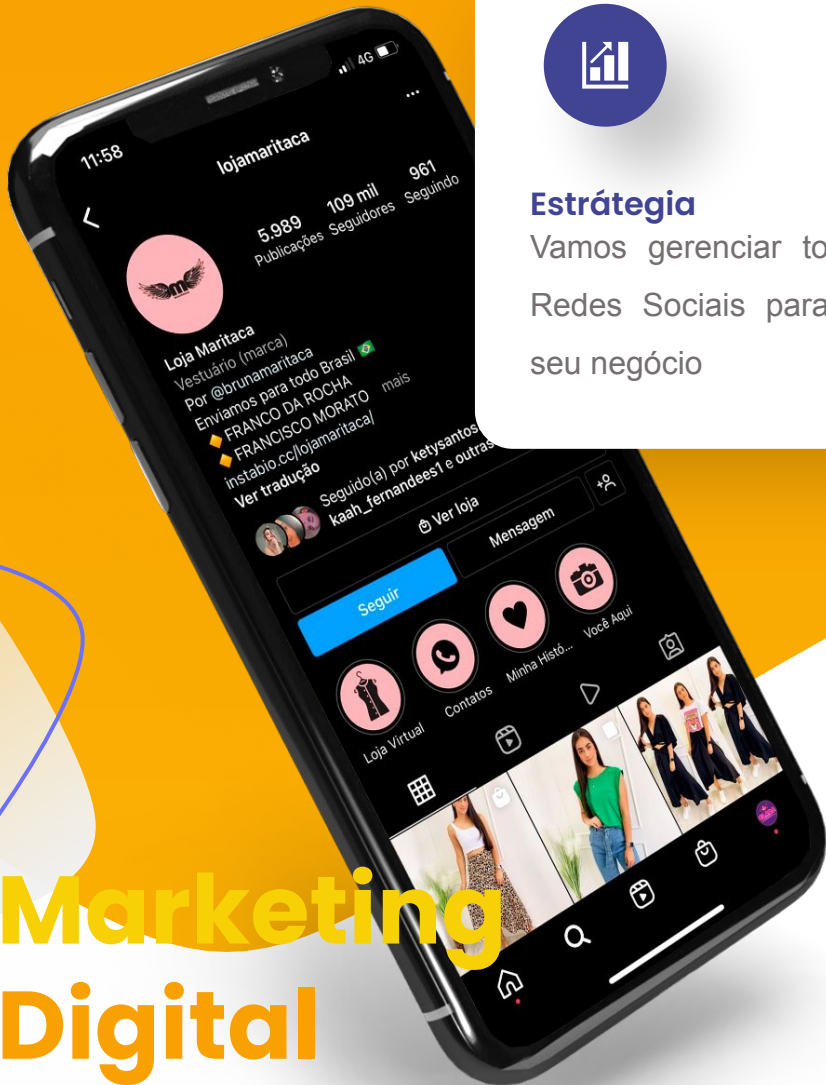 11:58
4G
lojamaritaca
5.989
Publicações
109 mil
Seguidores
961
Seguindo
Loja Maritaca
Vestuário (marca)
Por @brunamaritaca
Enviamos para todo Brasil 🇧🇷
🔸FRANCO DA ROCHA
🔸FRANCISCO MORATO
mais
instabio.cc/lojamaritaca/
Ver tradução
Seguido(a) por ketysantos
kaah_fernandees1 e outras
Ver loja
Seguir
Mensagem
Loja Virtual
Contatos
Minha Histó...
Você Aqui
Estrátegia
Vamos gerenciar to
Redes Sociais para
seu negócio
Marketing
Digital